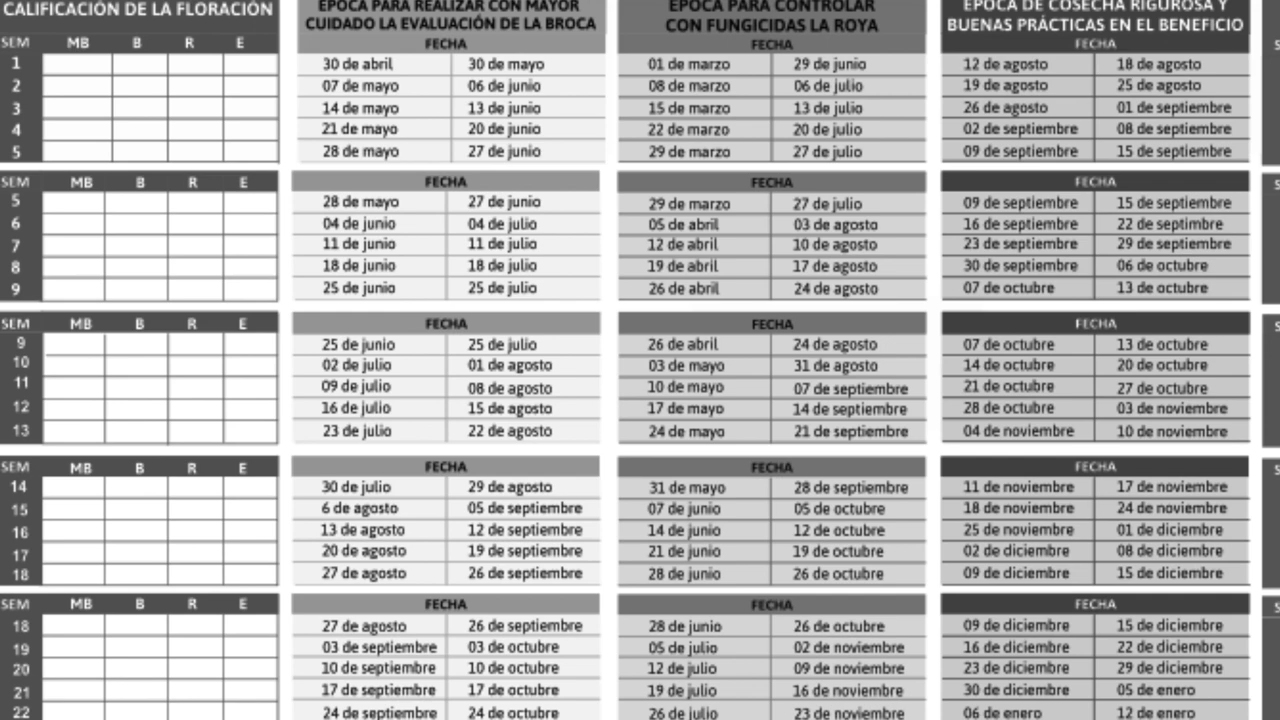 CALIFICACIÓN DE LA FLORACIÓN
ÉPOCA PARA REALIZAR CON MAYOR
CUIDADO LA EVALUACIÓN DE LA BROCA
ÉPOCA PARA CONTROLAR
CON FUNGICIDAS LA ROYA
ÉPOCA DE COSECHA RIGUROSA Y
BUENAS PRÁCTICAS EN EL BENEFICIO
SEM MB B R E FECHA FECHA FECHA
1 30 de abril 30 de mayo 01 de marzo 29 de junio 12 de agosto 18 de agosto
2 07 de mayo 06 de junio 08 de marzo 06 de julio 19 de agosto 25 de agosto
3 14 de mayo 13 de junio 15 de marzo 13 de julio 26 de agosto 01 de septiembre
4 21 de mayo 20 de junio 22 de marzo 20 de julio 02 de septiembre 08 de septiembre
5 28 de mayo 27 de junio 29 de marzo 27 de julio 09 de septiembre 15 de septiembre
SEM MB B R E FECHA FECHA FECHA
5 28 de mayo 27 de junio 29 de marzo 27 de julio 09 de septiembre 15 de septiembre
6 04 de junio 04 de julio 05 de abril 03 de agosto 16 de septiembre 22 de septimbre
7 11 de junio 11 de julio 12 de abril 10 de agosto 23 de septiembre 29 de septiembre
8 18 de junio 18 de julio 19 de abril 17 de agosto 30 de septiembre 06 de octubre
9 25 de junio 25 de julio 26 de abril 24 de agosto 07 de octubre 13 de octubre
SEM MB B R E FECHA FECHA FECHA
9 25 de junio 25 de julio 26 de abril 24 de agosto 07 de octubre 13 de octubre
10 02 de julio 01 de agosto 03 de mayo 31 de agosto 14 de octubre 20 de octubre
11 09 de julio 08 de agosto 10 de mayo 07 de septiembre 21 de octubre 27 de octubre
12 16 de julio 15 de agosto 17 de mayo 14 de septiembre 28 de octubre 03 de noviembre
13 23 de julio 22 de agosto 24 de mayo 21 de septiembre 04 de noviembre 10 de noviembre
SEM MB B R E FECHA FECHA FECHA
14 30 de julio 29 de agosto 31 de mayo 28 de septiembre 11 de noviembre 17 de noviembre
15 6 de agosto 05 de septiembre 07 de junio 05 de octubre 18 de noviembre 24 de noviembre
16 13 de agosto 12 de septiembre 14 de junio 12 de octubre 25 de noviembre 01 de diciembre
17 20 de agosto 19 de septiembre 21 de junio 19 de octubre 02 de diciembre 08 de diciembre
18 27 de agosto 26 de septiembre 28 de junio 26 de octubre 09 de diciembre 15 de diciembre
SEM MB B R E FECHA FECHA FECHA
18 27 de agosto 26 de septiembre 28 de junio 26 de octubre 09 de diciembre 15 de diciembre
19 03 de septiembre 03 de octubre 05 de julio 02 de noviembre 16 de diciembre 22 de diciembre
20 10 de septiembre 10 de octubre 12 de julio 09 de noviembre 23 de diciembre 29 de diciembre
21 17 de septiembre 17 de octubre 19 de julio 16 de noviembre 30 de diciembre 05 de enero
22 24 de septiembre 24 de octubre 26 de julio 23 de noviembre 06 de enero 12 de enero